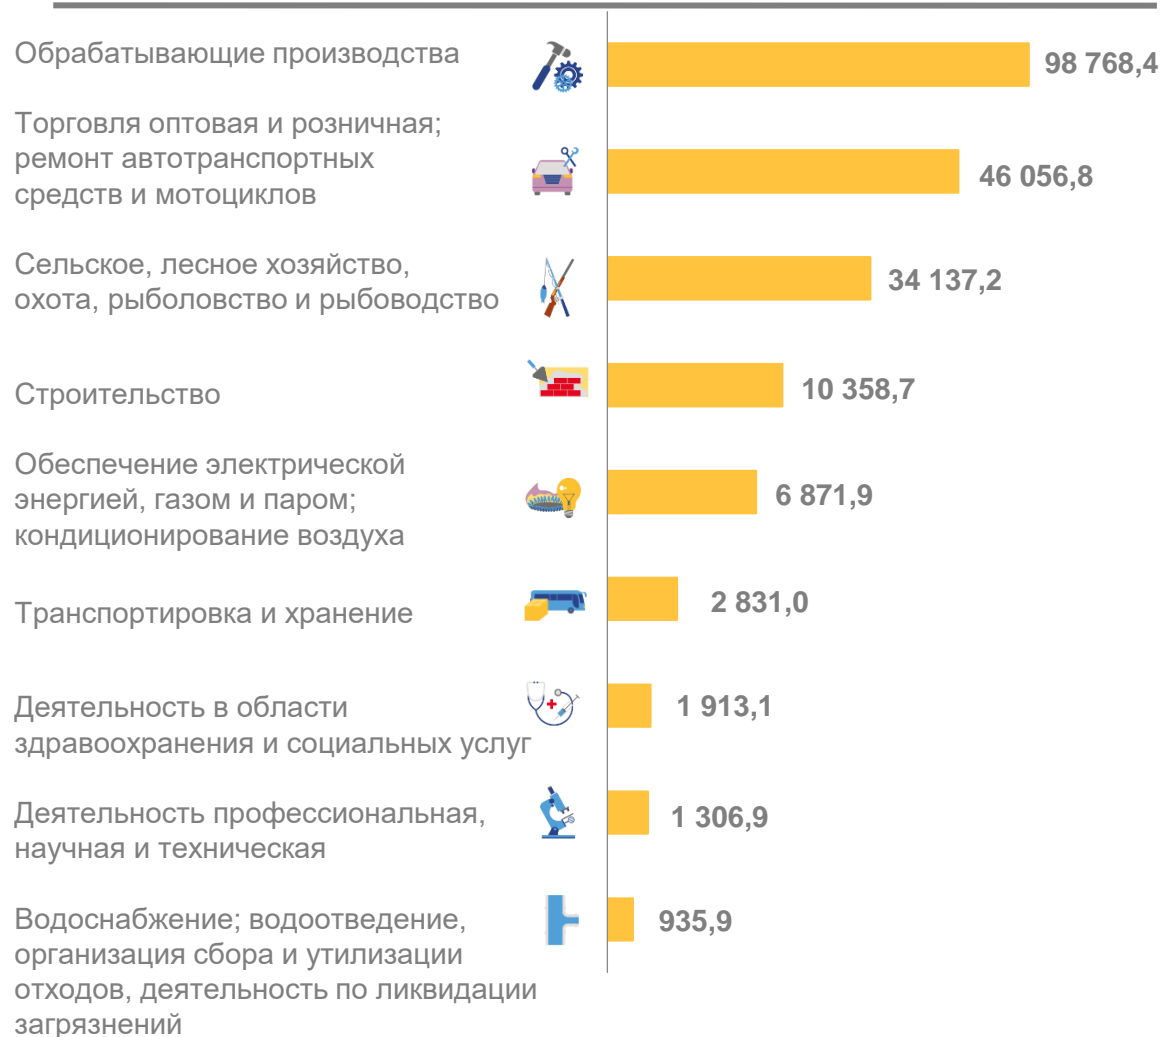 Обрабатывающие производства
98 768,4
Торговля оптовая и розничная;
ремонт автотранспортных
средств и мотоциклов
46 056,8
Сельское, лесное хозяйство,
охота, рыболовство и рыбоводство
34 137,2
Строительство
10 358,7
Обеспечение электрической
энергией, газом и паром;
кондиционирование воздуха
6 871,9
Транспортировка и хранение
2 831,0
Деятельность в области
здравоохранения и социальных услуг
1 913,1
Деятельность профессиональная,
научная и техническая
1 306,9
Водоснабжение; водоотведение,
организация сбора и утилизации
отходов, деятельность по ликвидации
загрязнений
935,9